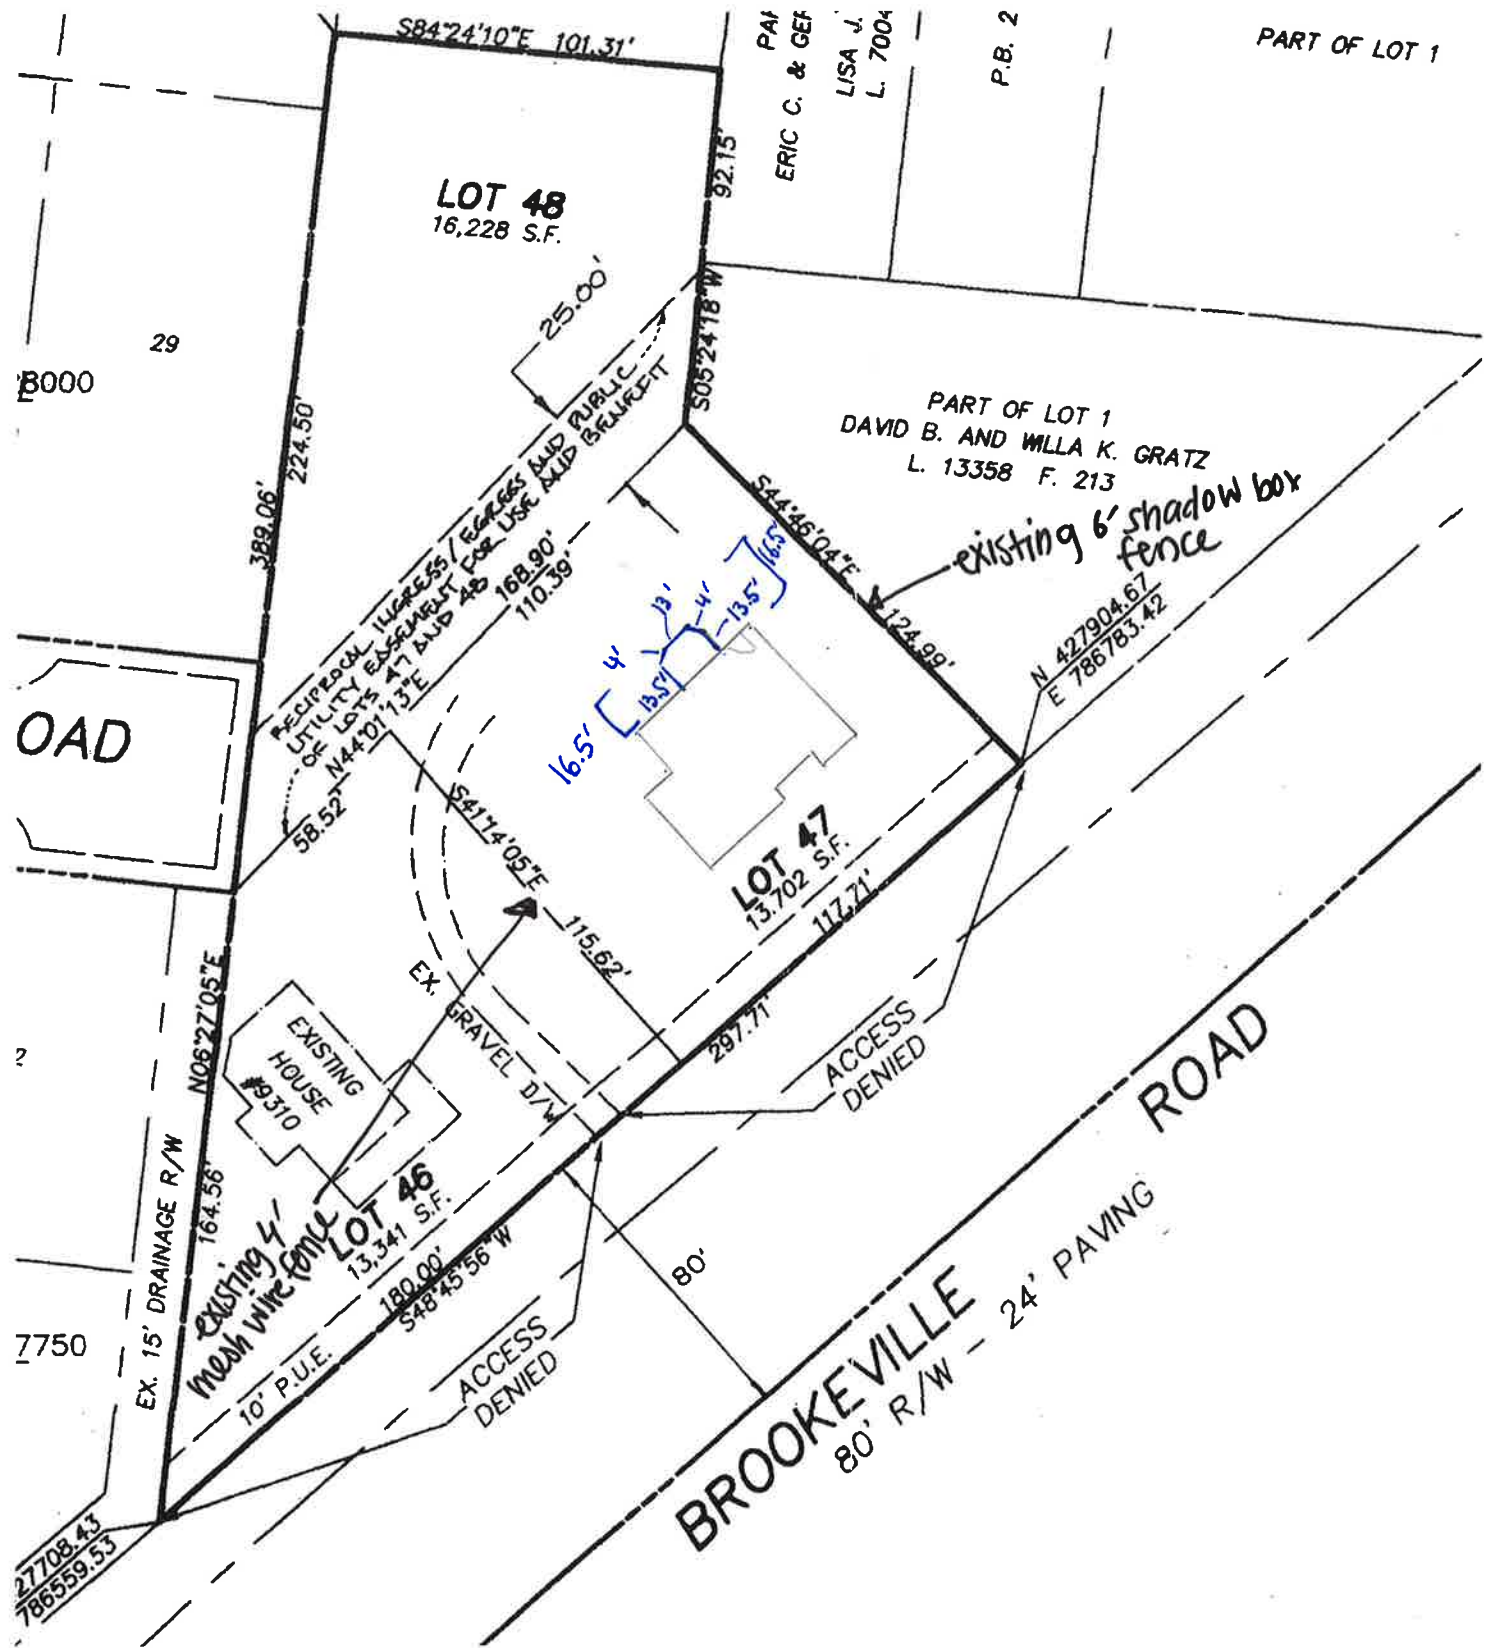 S84°24'10"E 101.31'
ERIC C. & GEF
LISA J.
L. 7004
P.B. 2
PART OF LOT 1
92.15'
LOT 48
16,228 S.F.
25.00'
S05°24'18"W
29
8000
224.50'
389.06'
PART OF LOT 1
DAVID B. AND WILLA K. GRATZ
L. 13358 F. 213
existing 6' shadow box
fence
S44°46'04"E
124.99'
N 427904.67
E 786783.42
RECIPROCAL INGRESS/EGRESS AND PUBLIC
UTILITY EASEMENT FOR USE AND BENEFIT
OF LOTS 47 AND 48
168.90'
110.39'
N44°01'13"E
58.52'
16.5'
13'
4'
13.5'
4'
13.5'
16.5'
OAD
S41°14'05"E
115.62'
LOT 47
13,702 S.F.
117.71'
297.71'
EX. GRAVEL D/W
ACCESS
DENIED
N06°27'05"E
164.56'
EXISTING
HOUSE
#9310
EX. 15' DRAINAGE R/W
2
LOT 46
13,341 S.F.
existing 4'
mesh wire fence
180.00'
S48°45'56"W
10' P.U.E.
80'
ACCESS
DENIED
7750
BROOKEVILLE ROAD
80' R/W - 24' PAVING
27708.43
786559.53